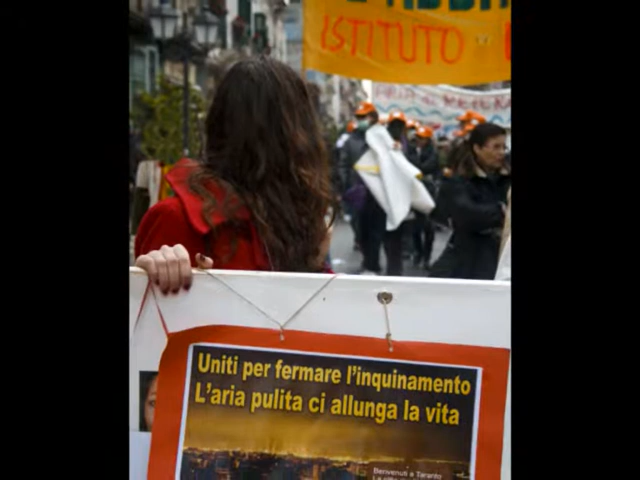 ISTITUTO
Uniti per fermare l'inquinamento
L'aria pulita ci allunga la vita
Benvenuti a Taranto